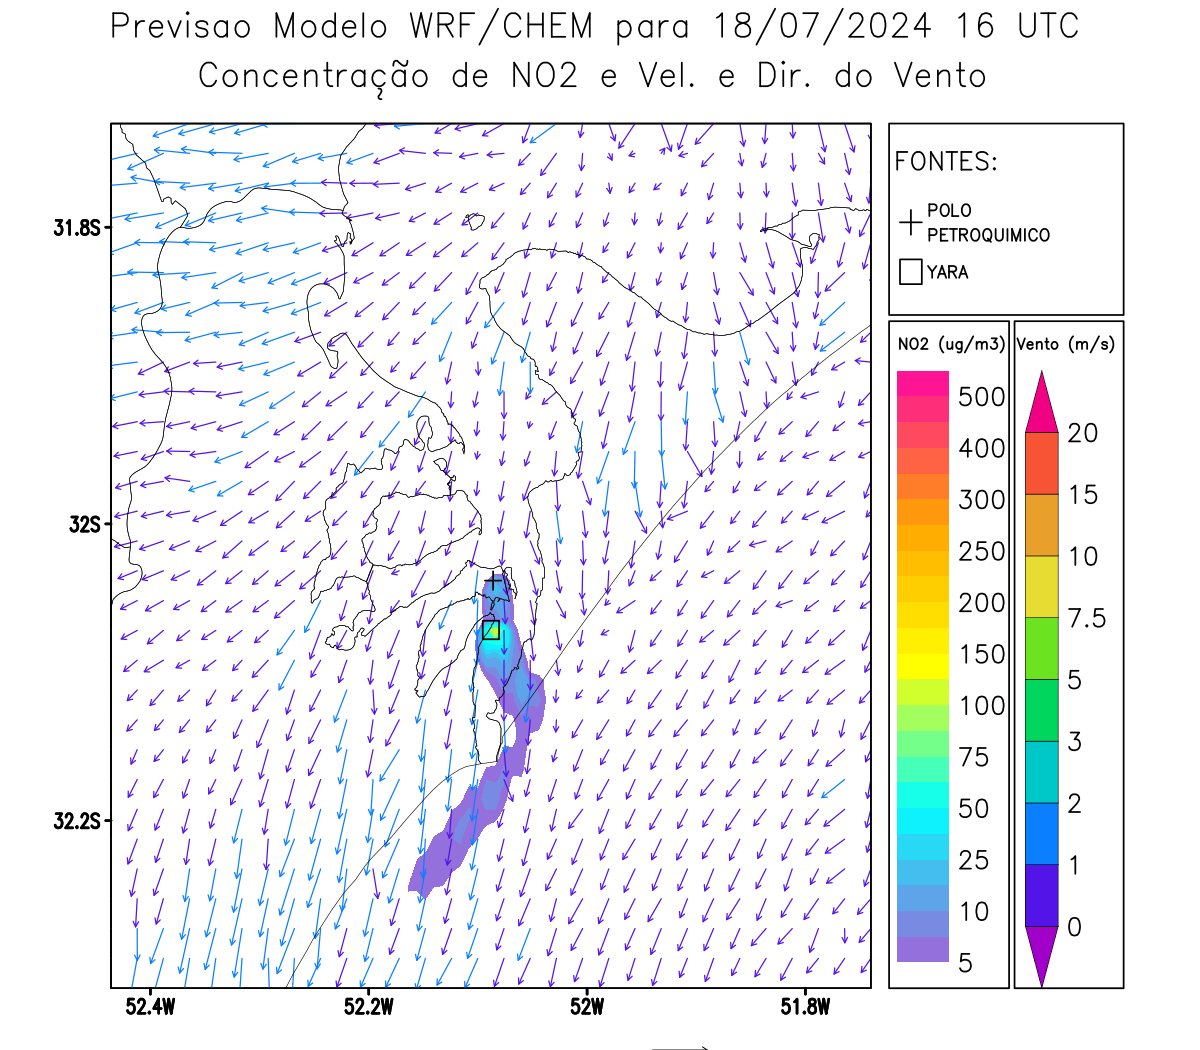 Previsao Modelo WRF/CHEM para 18/07/2024 16 UTC
Concentração de NO2 e Vel. e Dir. do Vento
FONTES:
POLO
PETROQUIMICO
YARA
NO2 (ug/m3)
500
400
300
250
200
150
100
75
50
25
10
5
Vento (m/s)
20
15
10
7.5
5
3
2
1
0
31.8S
32S
32.2S
52.4W
52.2W
52W
51.8W